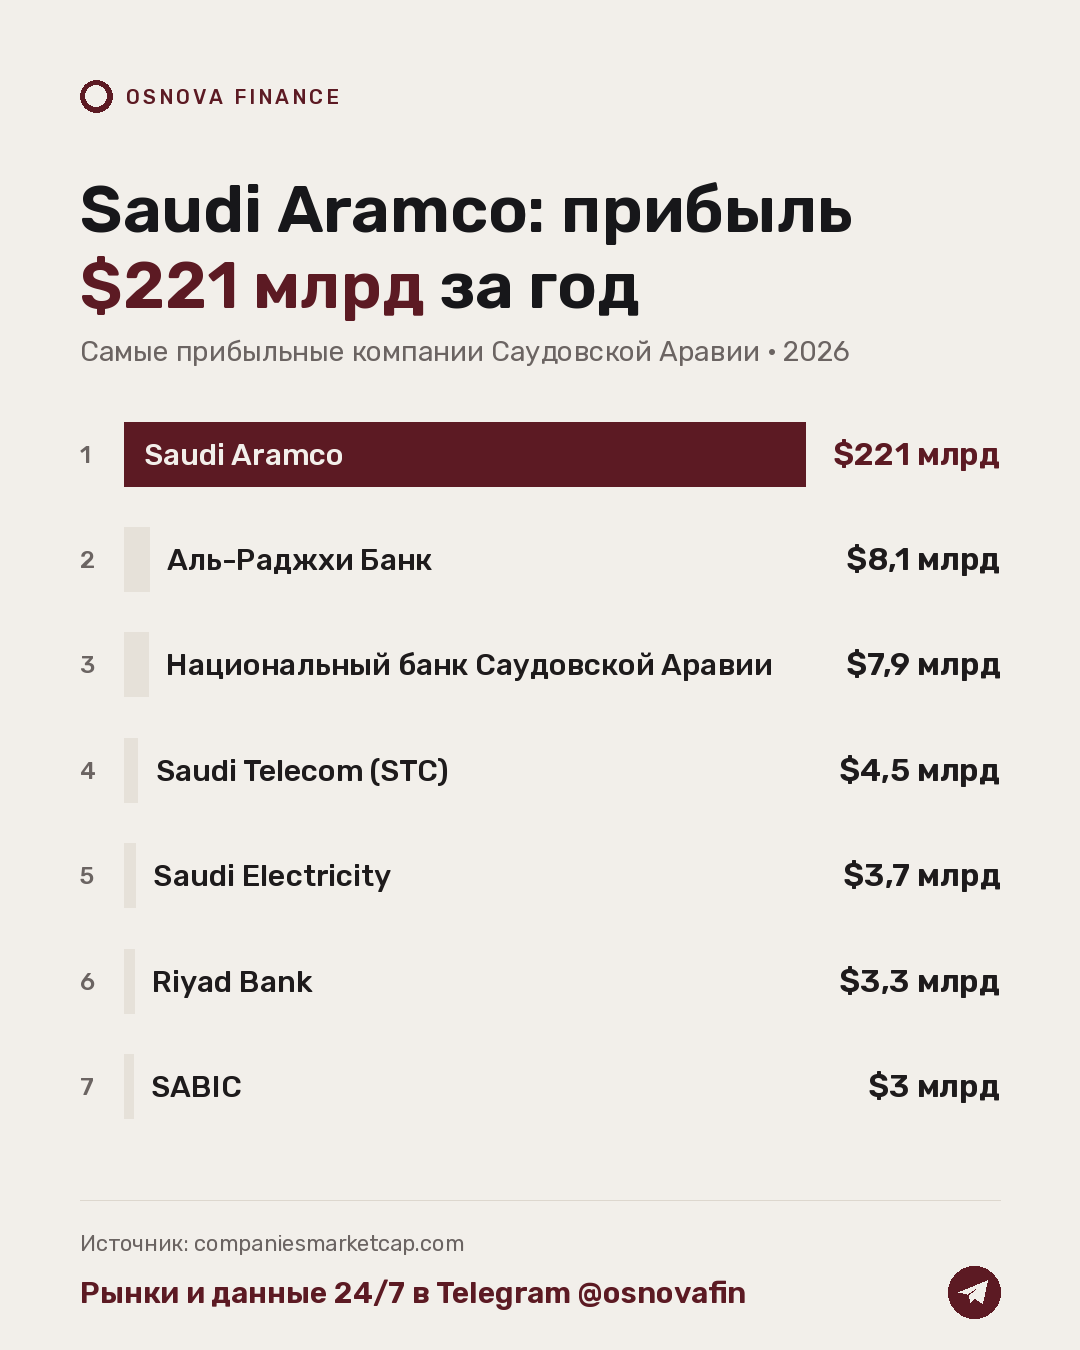 OSNOVA FINANCE
Saudi Aramco: прибыль
$221 млрд за год
Самые прибыльные компании Саудовской Аравии • 2026
1 Saudi Aramco $221 млрд
2 Аль-Раджхи Банк $8,1 млрд
3 Национальный банк Саудовской Аравии $7,9 млрд
4 Saudi Telecom (STC) $4,5 млрд
5 Saudi Electricity $3,7 млрд
6 Riyad Bank $3,3 млрд
7 SABIC $3 млрд
Источник: companiesmarketcap.com
Рынки и данные 24/7 в Telegram @osnovafin